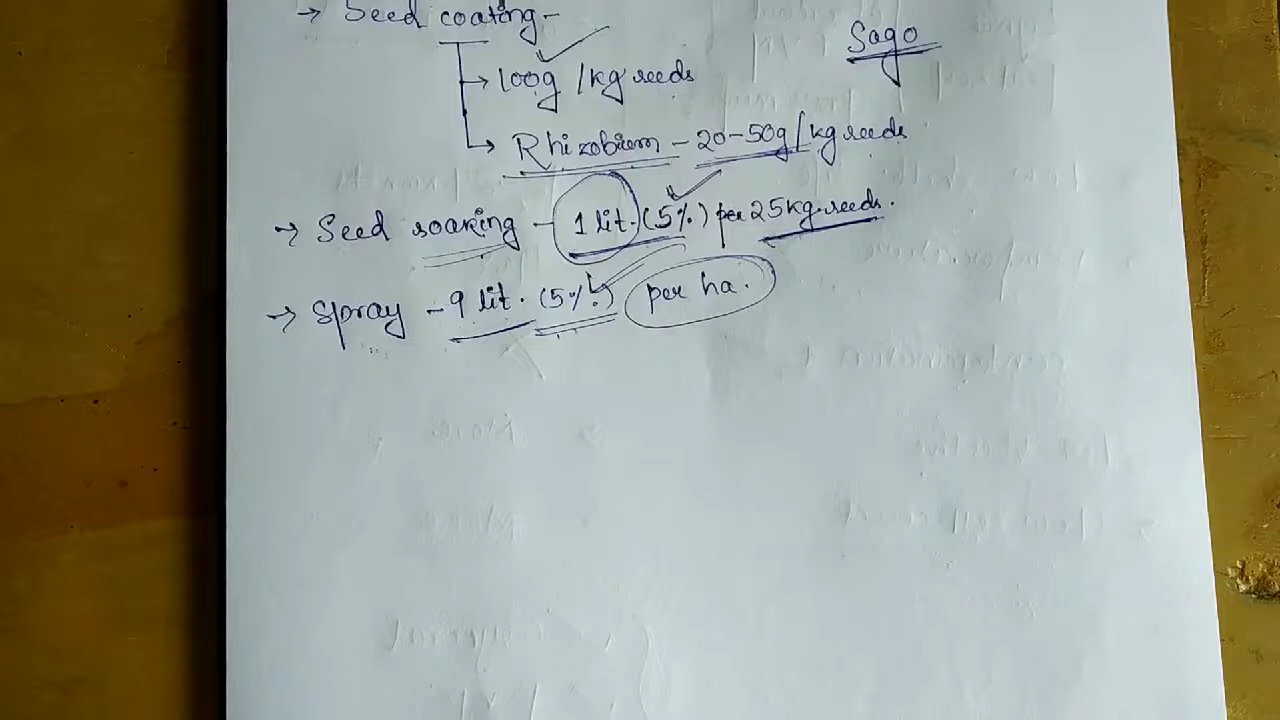 → Seed coating -
Sago
→ 100g / kg seeds
→ Rhizobium - 20-50g / kg seeds
→ Seed soaking - 1 lit. (5%) per 25kg seeds.
→ Spray - 9 lit. (5%) per ha.